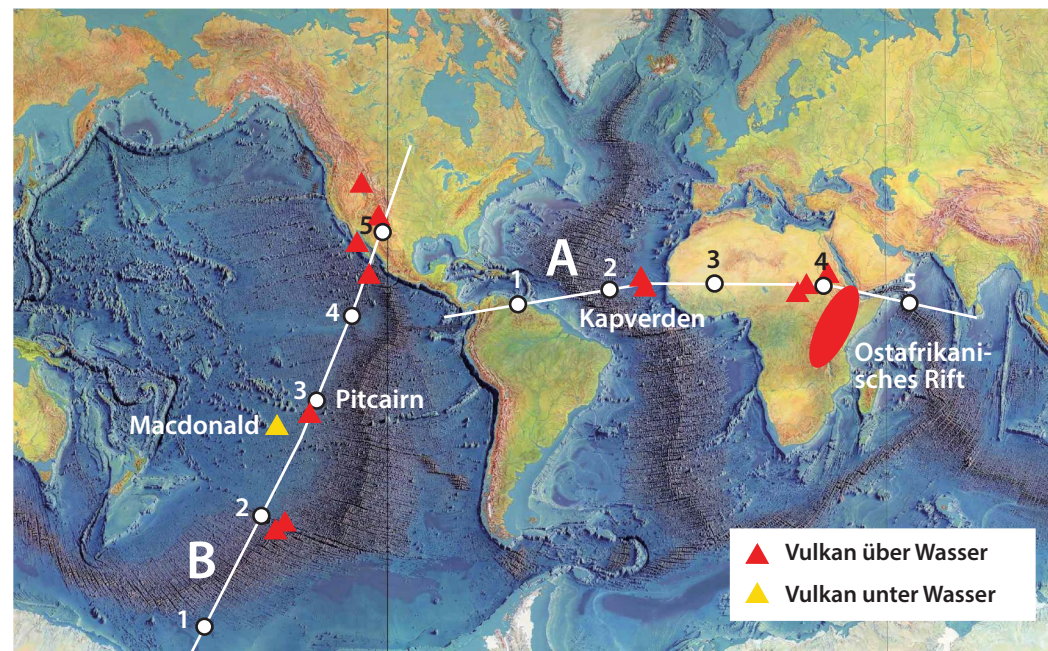 5
4
3
Pitcairn
Macdonald
2
B
1
A
1
2
3
4
5
Kapverden
Ostafrikani-
sches Rift
Vulkan über Wasser
Vulkan unter Wasser